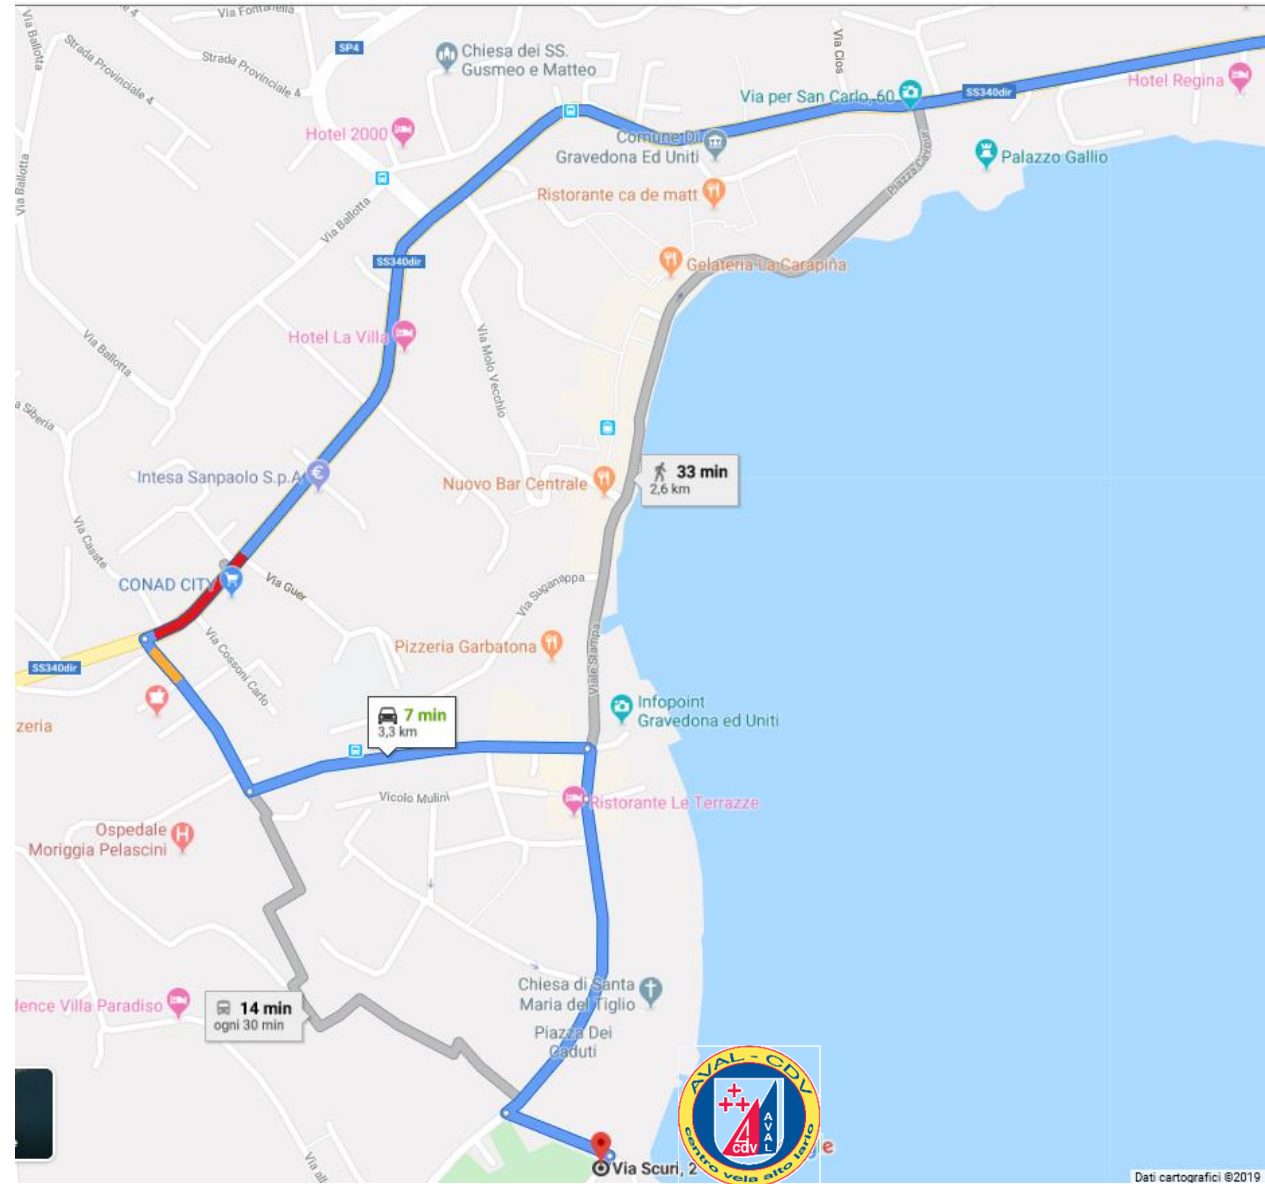 Via Fontanella
SP4
Via Ballotta
Strada Provinciale 4
Strada Provinciale 4
Chiesa dei SS.
Gusmeo e Matteo
Via Clos
Via per San Carlo, 60
SS340dir
Hotel Regina
Hotel 2000
Comune Di
Gravedona Ed Uniti
Palazzo Gallio
Piazza Cavour
Via Ballotta
Ristorante ca de matt
Via Ballotta
SS340dir
Gelateria La Carapina
Hotel La Villa
Via Molo Vecchio
Via Ballotta
a Siberia
Intesa Sanpaolo S.p.A
Nuovo Bar Centrale
33 min
2,6 km
Via Casate
CONAD CITY
Via Guer
Via Suganappa
Via Cossoni Carlo
Pizzeria Garbatona
Viale Stampa
SS340dir
zeria
Infopoint
Gravedona ed Uniti
7 min
3,3 km
Vicolo Mulini
Ristorante Le Terrazze
Ospedale
Moriggia Pelascini
Chiesa di Santa
Maria del Tiglio
dence Villa Paradiso
14 min
ogni 30 min
Piazza Dei
Caduti
AVAL - CDV
AVAL
cdv
centro vela alto lario
Via Scuri, 2
Via al
Dati cartografici ©2019